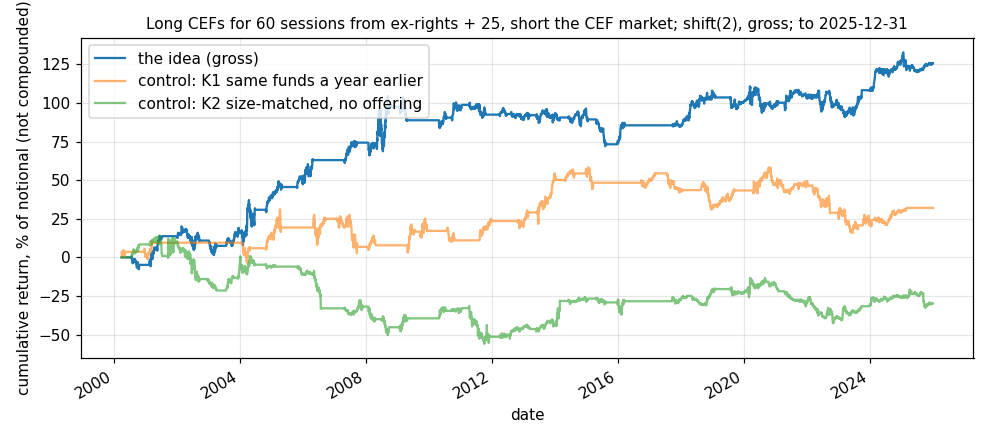 Long CEFs for 60 sessions from ex-rights + 25, short the CEF market; shift(2), gross; to 2025-12-31
cumulative return, % of notional (not compounded)
the idea (gross)
control: K1 same funds a year earlier
control: K2 size-matched, no offering
125
100
75
50
25
0
−25
−50
2000
2004
2008
2012
2016
2020
2024
date